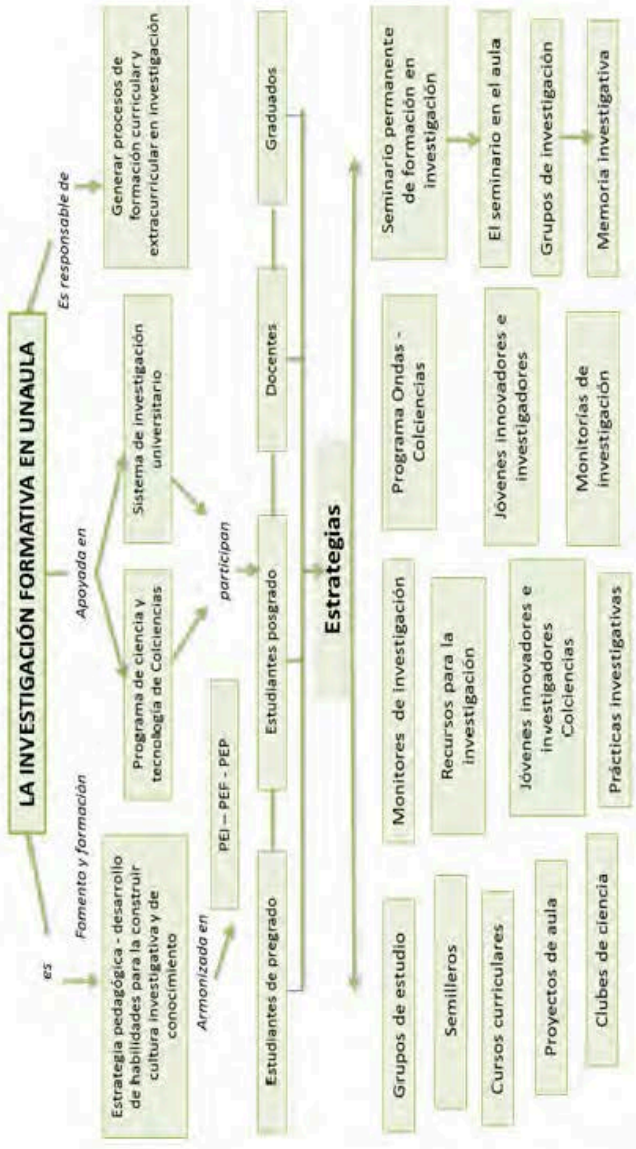 LA INVESTIGACIÓN FORMATIVA EN UNAULA
es
Fomento y formación
Apoyada en
Es responsable de
Estrategia pedagógica - desarrollo
de habilidades para la construir
cultura investigativa y de
conocimiento
Programa de ciencia y
tecnología de Colciencias
Sistema de investigación
universitario
Generar procesos de
formación curricular y
extracurricular en investigación
Armonizada en
PEI – PEF - PEP
participan
Estudiantes de pregrado
Estudiantes posgrado
Docentes
Graduados
Estrategias
Grupos de estudio
Semilleros
Cursos curriculares
Proyectos de aula
Clubes de ciencia
Monitores de investigación
Recursos para la
investigación
Jóvenes innovadores e
investigadores
Colciencias
Prácticas investigativas
Programa Ondas -
Colciencias
Jóvenes innovadores e
investigadores
Monitorías de
investigación
Seminario permanente
de formación en
investigación
El seminario en el aula
Grupos de investigación
Memoria investigativa